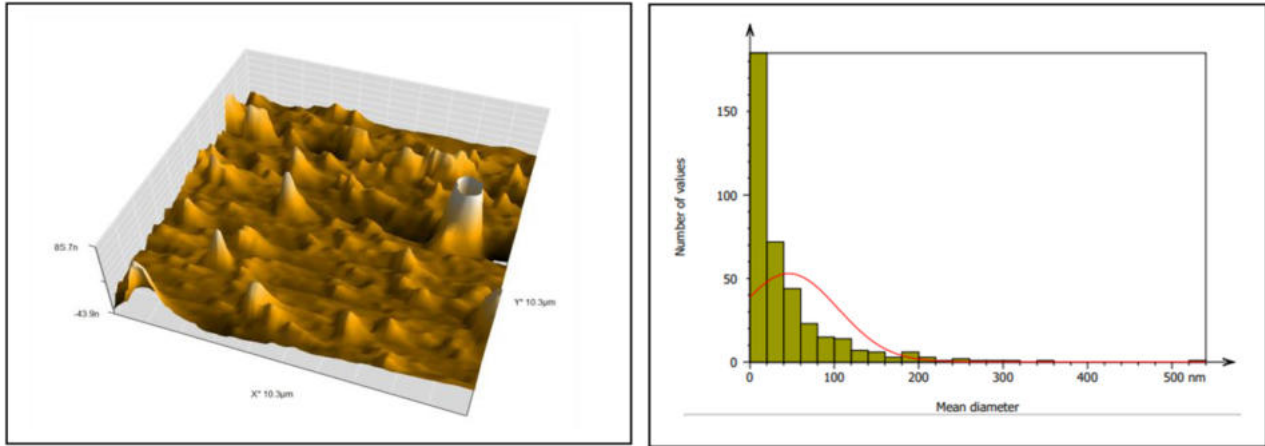 85.7n
-43.9n
X* 10.3µm
Y* 10.3µm
Number of values
150
100
50
0
0 100 200 300 400 500 nm
Mean diameter